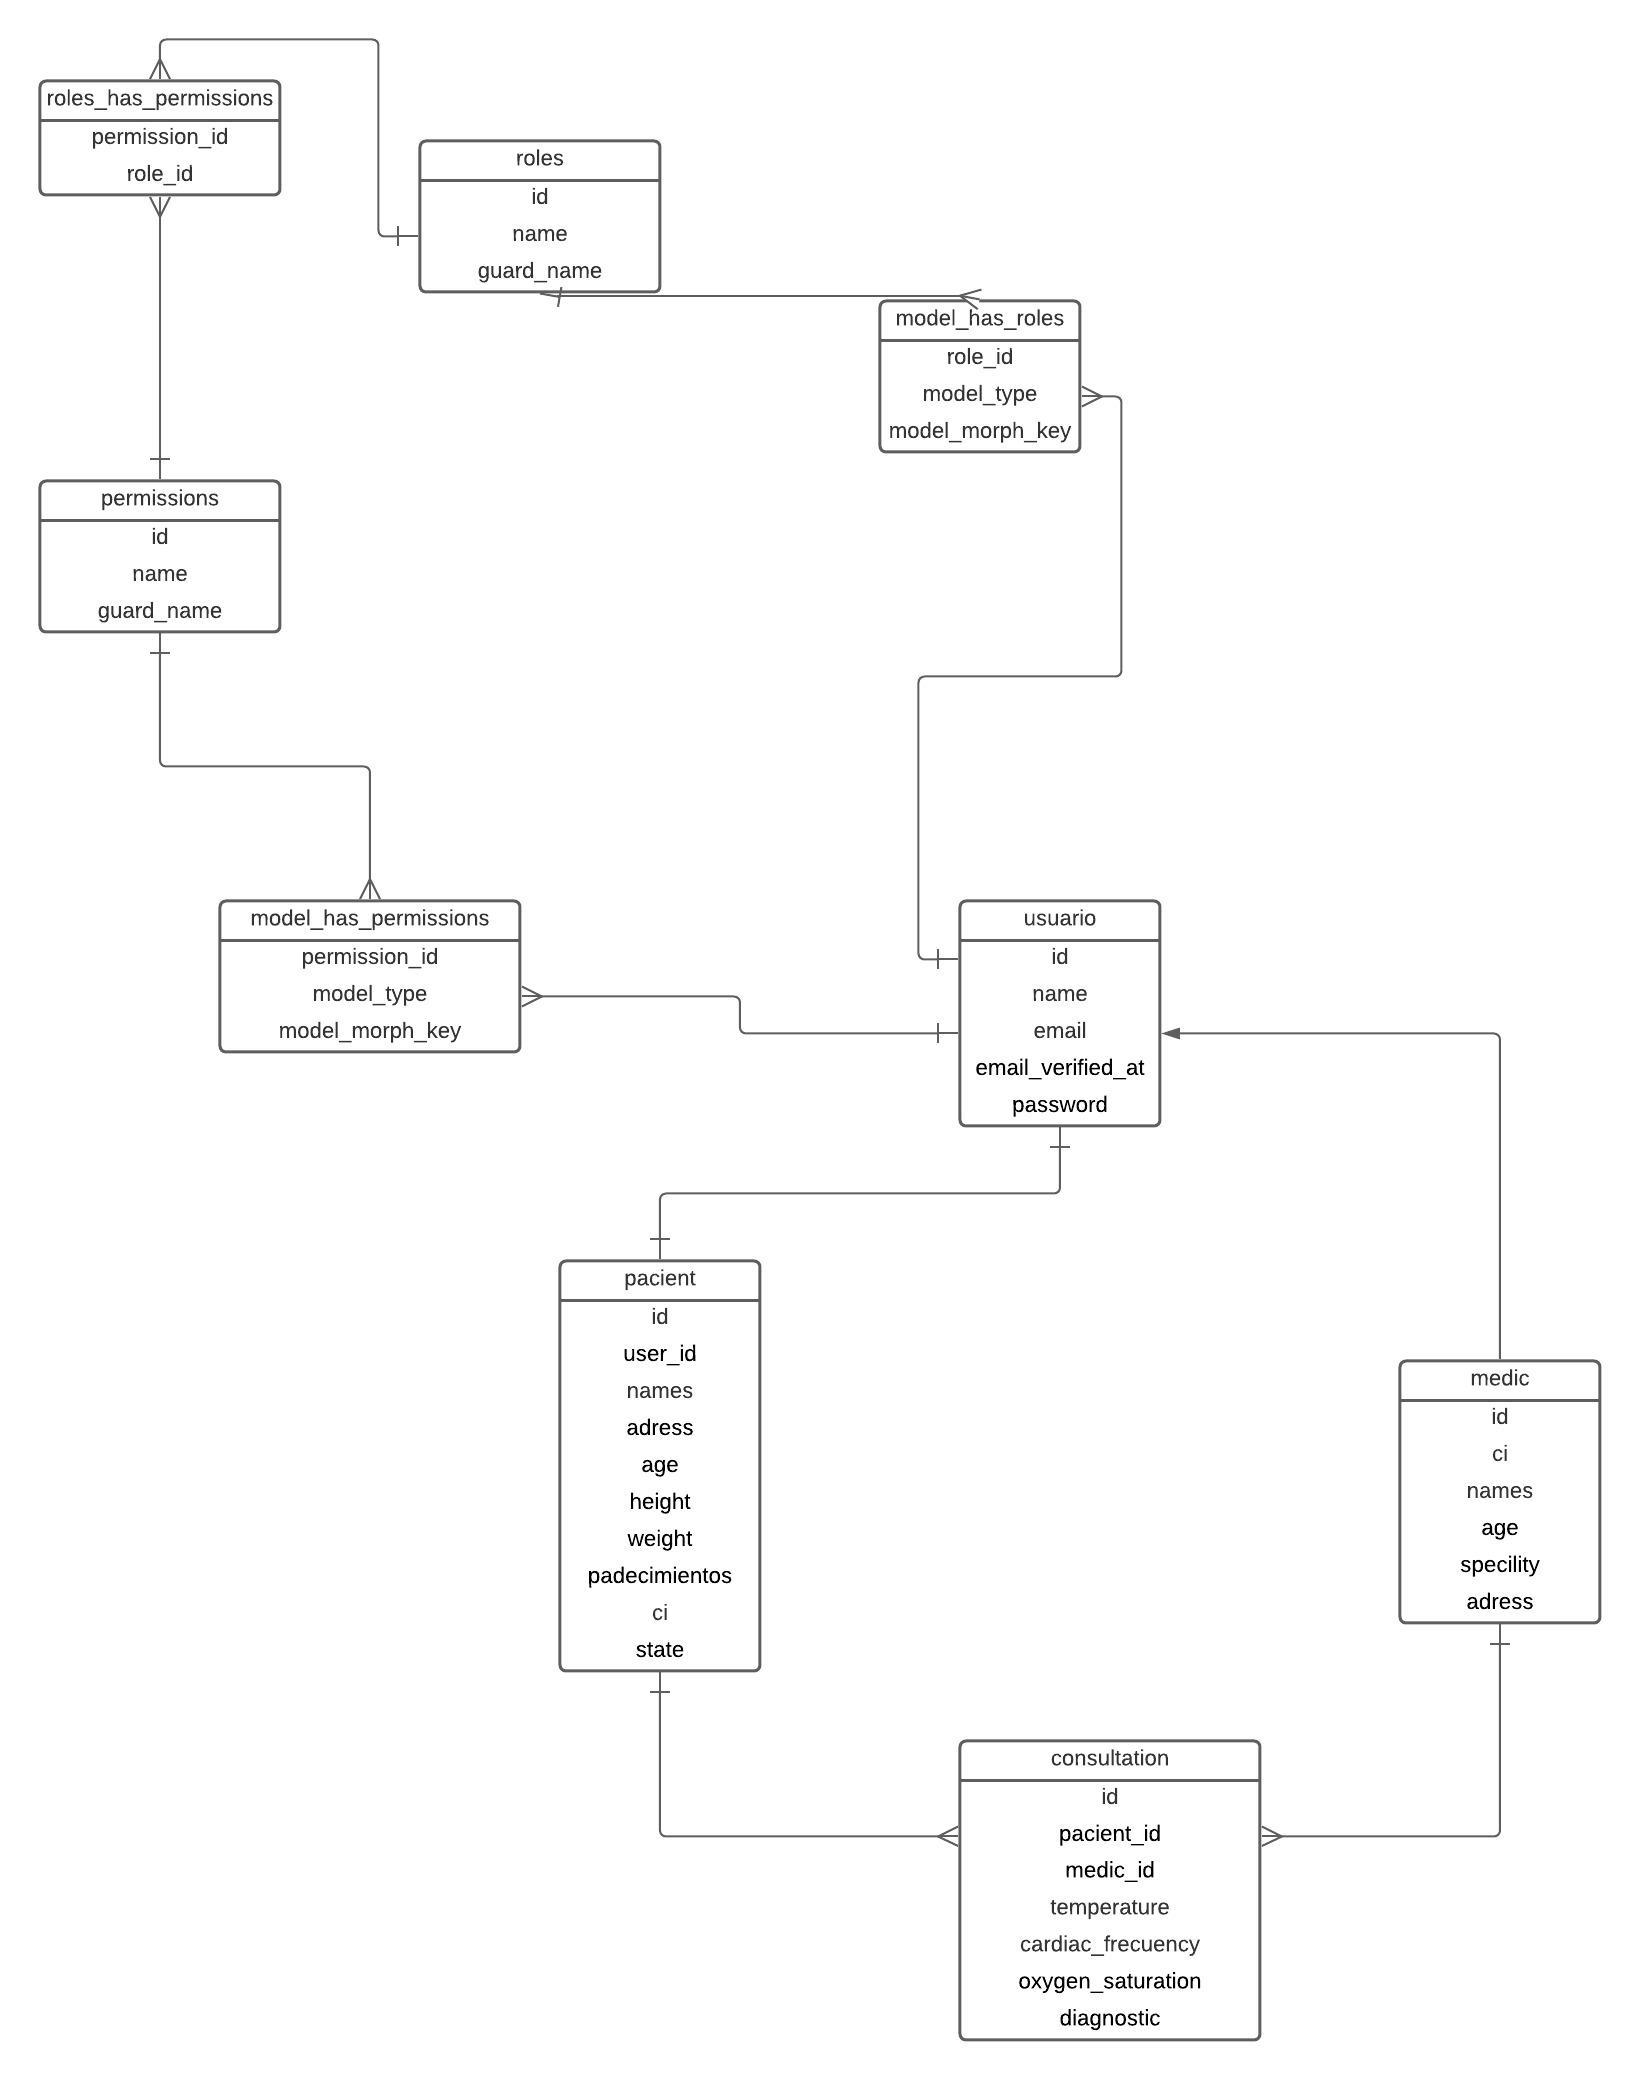 roles_has_permissions
permission_id
role_id
roles
id
name
guard_name
model_has_roles
role_id
model_type
model_morph_key
permissions
id
name
guard_name
model_has_permissions
permission_id
model_type
model_morph_key
usuario
id
name
email
email_verified_at
password
pacient
id
user_id
names
adress
age
height
weight
padecimientos
ci
state
medic
id
ci
names
age
specility
adress
consultation
id
pacient_id
medic_id
temperature
cardiac_frecuency
oxygen_saturation
diagnostic